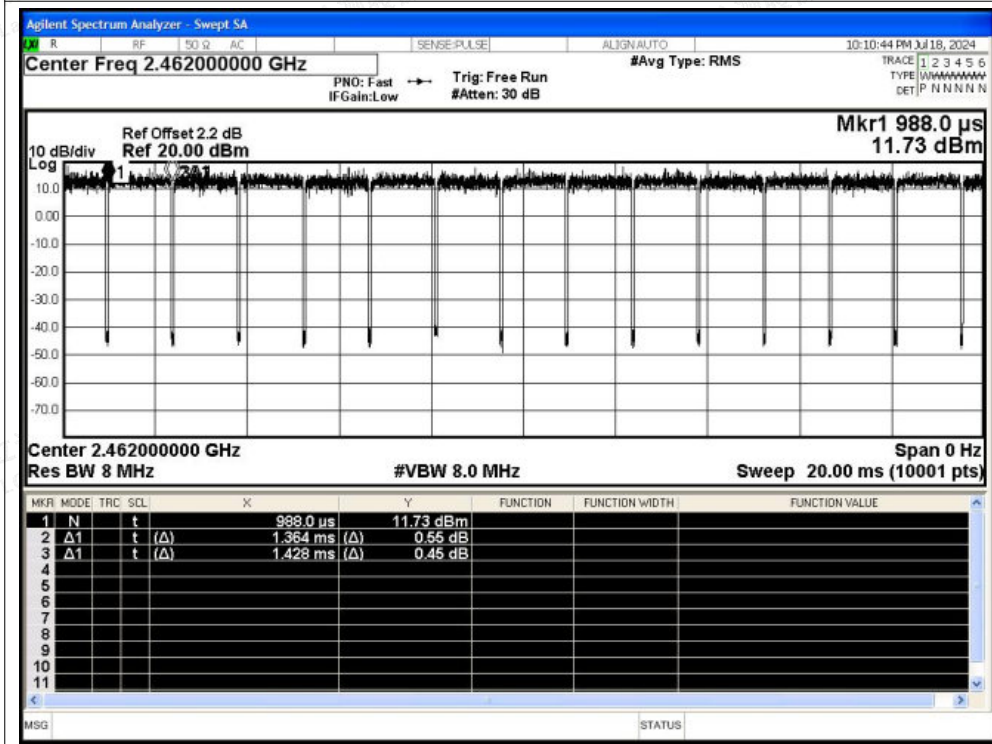 Agilent Spectrum Analyzer - Swept SA
LXI R RF 50 Ω AC SENSE:PULSE ALIGN AUTO 10:10:44 PM Jul 18, 2024
Center Freq 2.462000000 GHz #Avg Type: RMS TRACE 1 2 3 4 5 6
PNO: Fast Trig: Free Run TYPE WWWWWW
IFGain:Low #Atten: 30 dB DET P N N N N N
Mkr1 988.0 µs
11.73 dBm
Ref Offset 2.2 dB
10 dB/div Ref 20.00 dBm
Log
1 2Δ1
10.0
0.00
-10.0
-20.0
-30.0
-40.0
-50.0
-60.0
-70.0
Center 2.462000000 GHz Span 0 Hz
Res BW 8 MHz #VBW 8.0 MHz Sweep 20.00 ms (10001 pts)
MKR MODE TRC SCL X Y FUNCTION FUNCTION WIDTH FUNCTION VALUE
1 N t 988.0 µs 11.73 dBm
2 Δ1 t (Δ) 1.364 ms (Δ) 0.55 dB
3 Δ1 t (Δ) 1.428 ms (Δ) 0.45 dB
4
5
6
7
8
9
10
11
MSG STATUS